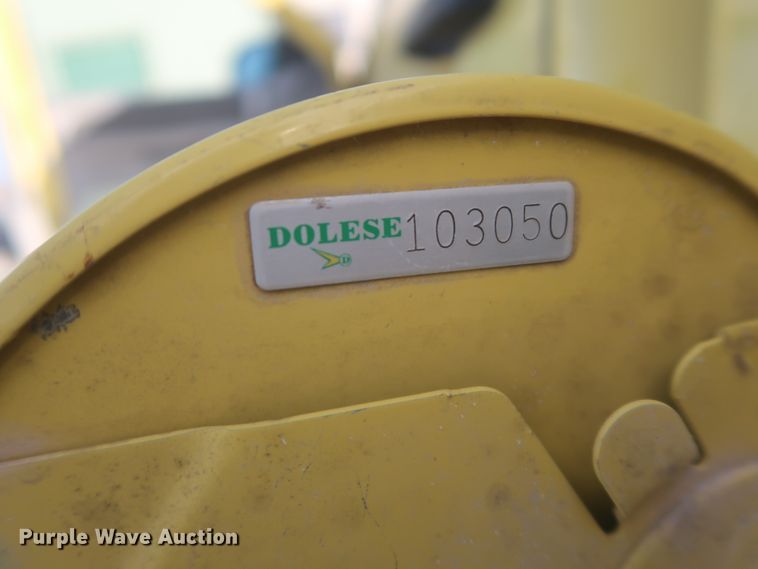 DOLESE 103050
D
Purple Wave Auction